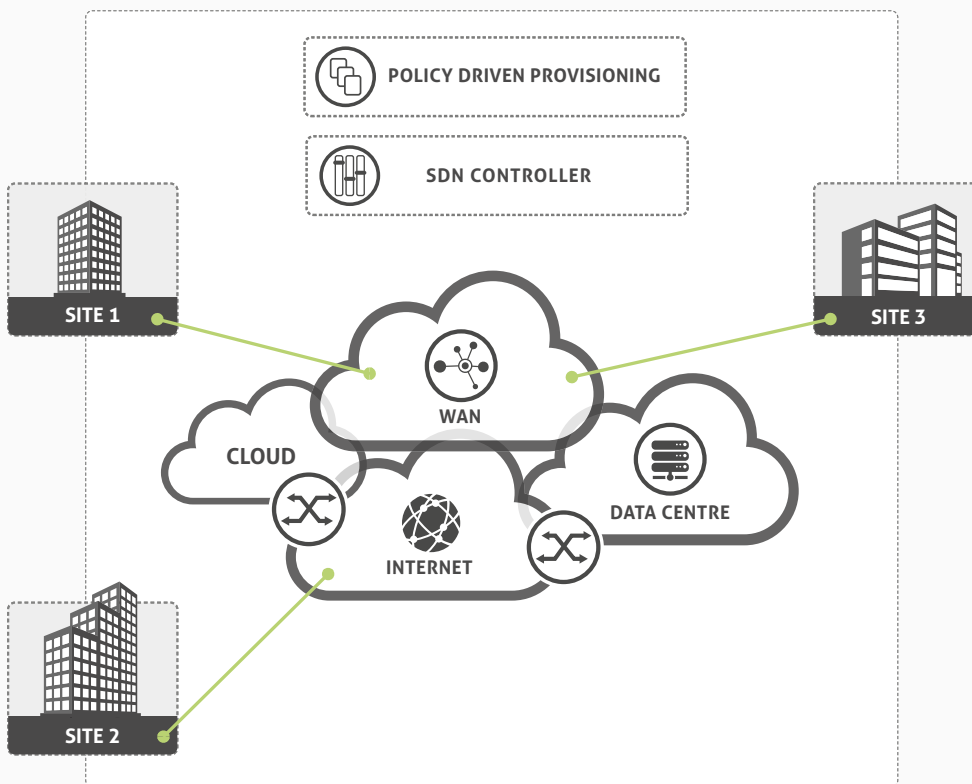 POLICY DRIVEN PROVISIONING
SDN CONTROLLER
SITE 1
SITE 3
WAN
CLOUD
DATA CENTRE
INTERNET
SITE 2